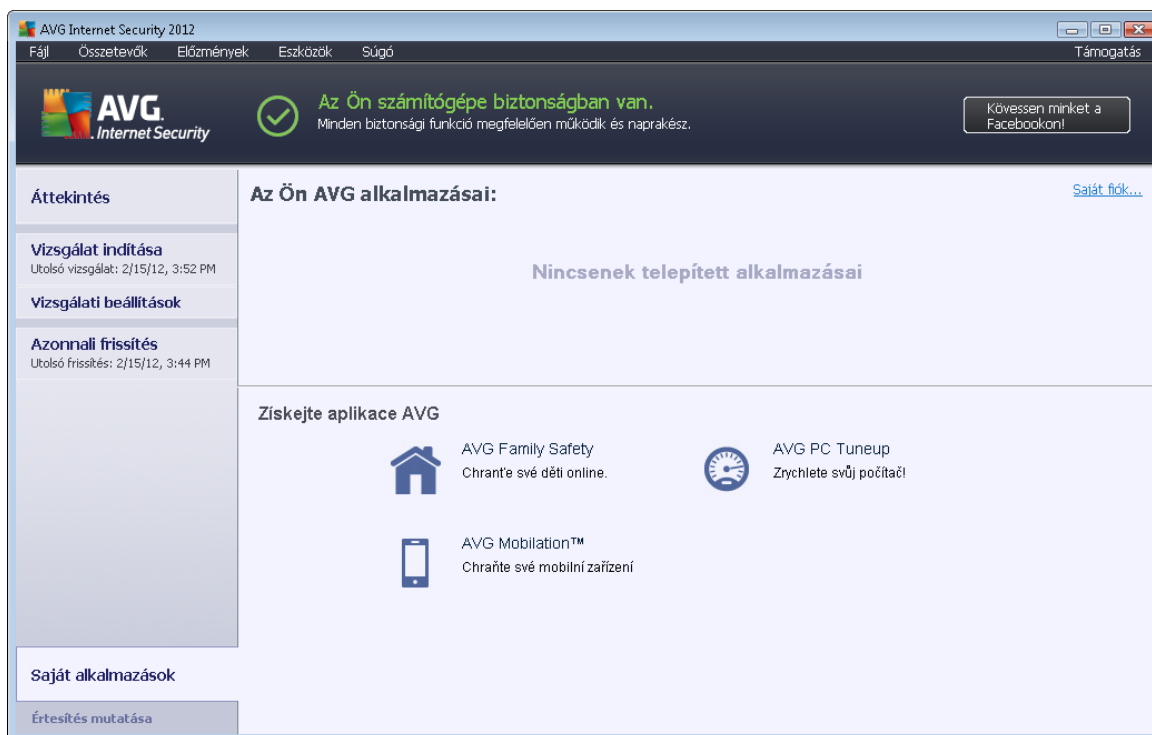 AVG Internet Security 2012
Fájl Összetevők Előzmények Eszközök Súgó Támogatás
AVG.
Internet Security
Az Ön számítógépe biztonságban van.
Minden biztonsági funkció megfelelően működik és naprakész.
Kövessen minket a
Facebookon!
Áttekintés
Vizsgálat indítása
Utolsó vizsgálat: 2/15/12, 3:52 PM
Vizsgálati beállítások
Azonnali frissítés
Utolsó frissítés: 2/15/12, 3:44 PM
Az Ön AVG alkalmazásai:
Saját fiók...
Nincsenek telepített alkalmazásai
Získejte aplikace AVG
AVG Family Safety
Chranťe své děti online.
AVG PC Tuneup
Zrychlete svůj počítač!
AVG Mobilation™
Chraňte své mobilní zařízení
Saját alkalmazások
Értesítés mutatása